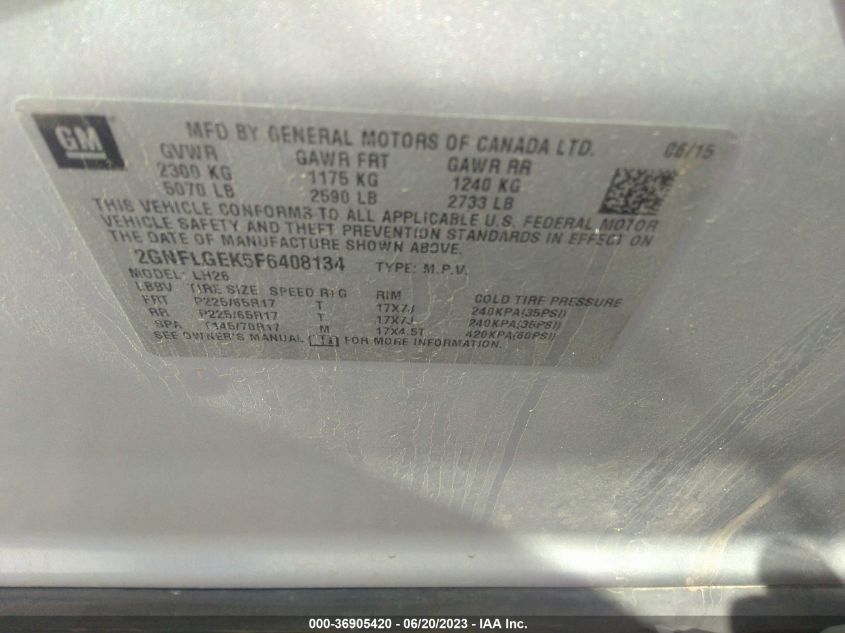 GM
MFD BY GENERAL MOTORS OF CANADA LTD. 06/15
GVWR GAWR FRT GAWR RR
2300 KG 1175 KG 1240 KG
5070 LB 2590 LB 2733 LB
THIS VEHICLE CONFORMS TO ALL APPLICABLE U.S. FEDERAL MOTOR
VEHICLE SAFETY AND THEFT PREVENTION STANDARDS IN EFFECT ON
THE DATE OF MANUFACTURE SHOWN ABOVE.
2GNFLGEK5F6408134 TYPE: M.P.V.
MODEL: LH26
LBBV TIRE SIZE SPEED RTG RIM COLD TIRE PRESSURE
FRT P225/65R17 T 17X7J 240KPA(35PSI)
RR P225/65R17 T 17X7J 240KPA(35PSI)
SPA T145/70R17 M 17X4.5T 420KPA(60PSI)
SEE OWNER'S MANUAL FOR MORE INFORMATION.
000-36905420 - 06/20/2023 - IAA Inc.